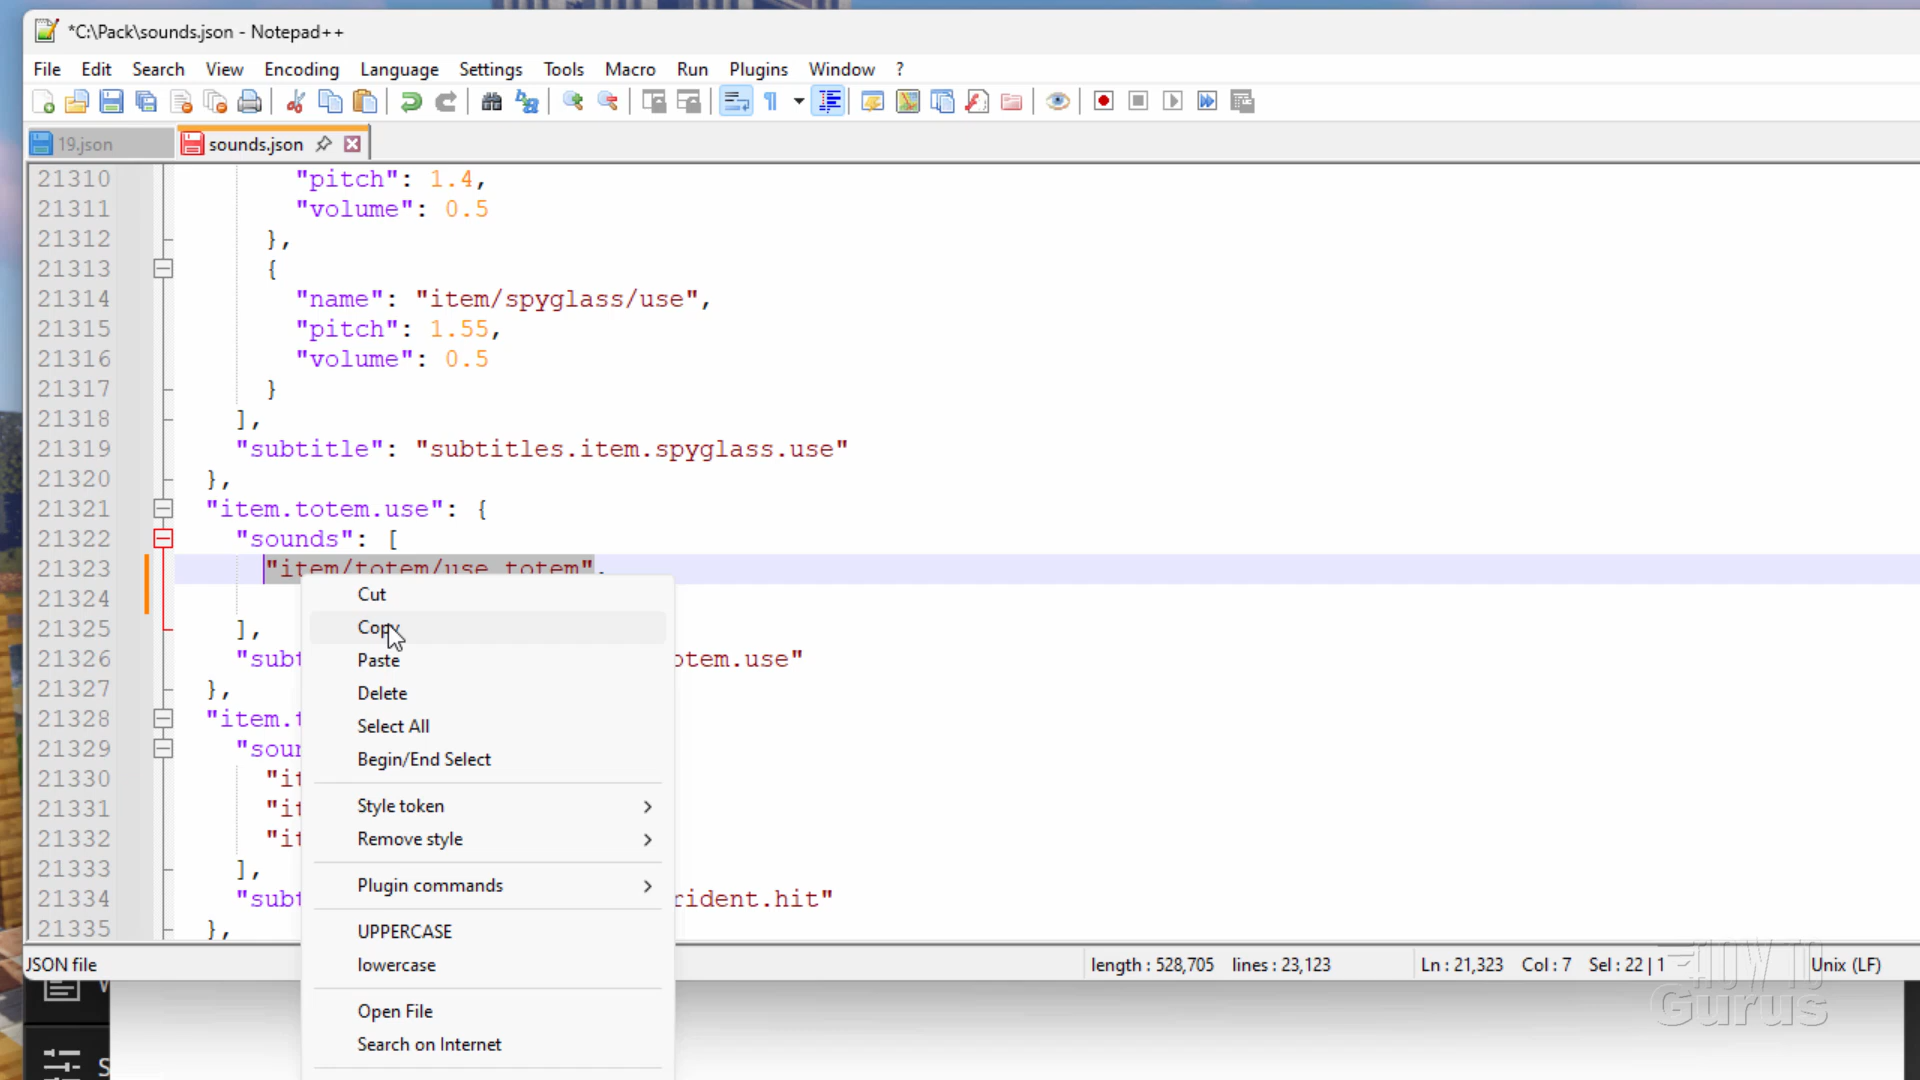 *C:\Pack\sounds.json - Notepad++
File Edit Search View Encoding Language Settings Tools Macro Run Plugins Window ?
19.json sounds.json
21310 "pitch": 1.4,
21311 "volume": 0.5
21312 },
21313 {
21314 "name": "item/spyglass/use",
21315 "pitch": 1.55,
21316 "volume": 0.5
21317 }
21318 ],
21319 "subtitle": "subtitles.item.spyglass.use"
21320 },
21321 "item.totem.use": {
21322 "sounds": [
21323 "item/totem/use_totem",
21324
21325 ],
21326 "subt otem.use"
21327 },
21328 "item.t
21329 "soun
21330 "it
21331 "it
21332 "it
21333 ],
21334 "subt rident.hit"
21335 },
Cut
Copy
Paste
Delete
Select All
Begin/End Select
Style token
Remove style
Plugin commands
UPPERCASE
lowercase
Open File
Search on Internet
JSON file length : 528,705 lines : 23,123 Ln : 21,323 Col : 7 Sel : 22 | 1 Unix (LF)
HOW TO
Gurus